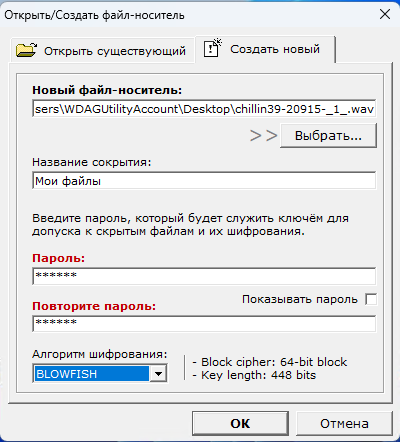 Открыть/Создать файл-носитель
Открыть существующий
Создать новый
Новый файл-носитель:
sers\WDAGUtilityAccount\Desktop\chillin39-20915-_1_.wav
>> Выбрать...
Название сокрытия:
Мои файлы
Введите пароль, который будет служить ключём для
допуска к скрытым файлам и их шифрования.
Пароль:
******
Показывать пароль
Повторите пароль:
******
Алгоритм шифрования:
BLOWFISH
- Block cipher: 64-bit block
- Key length: 448 bits
OK
Отмена